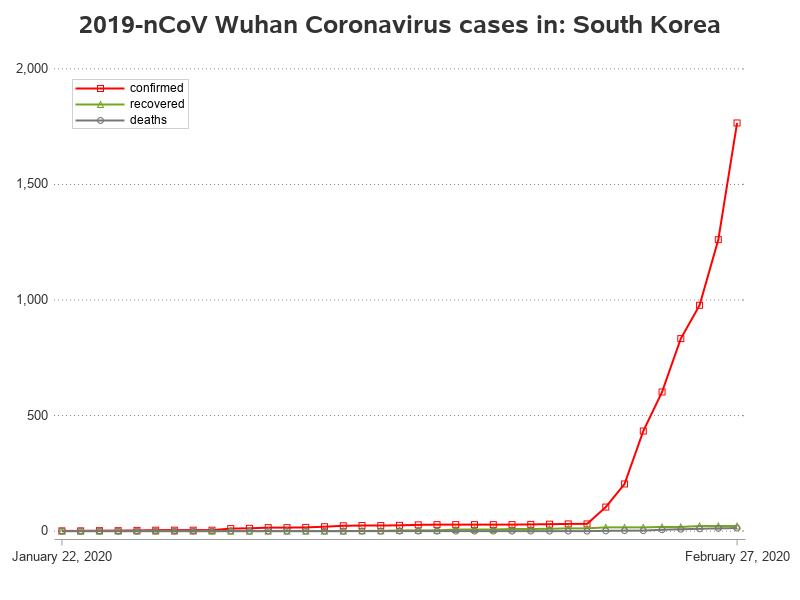 2019-nCoV Wuhan Coronavirus cases in: South Korea
2,000
confirmed
recovered
deaths
1,500
1,000
500
0
January 22, 2020
February 27, 2020